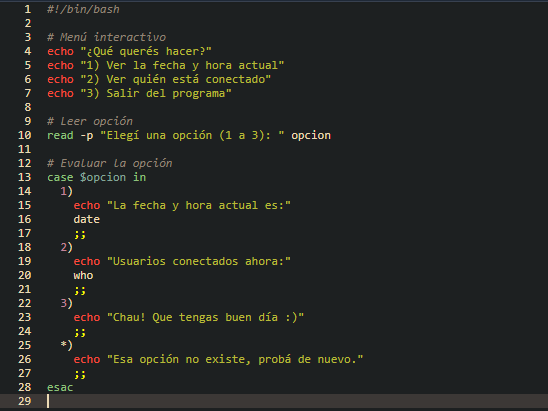 1 #!/bin/bash
2
3 # Menú interactivo
4 echo "¿Qué querés hacer?"
5 echo "1) Ver la fecha y hora actual"
6 echo "2) Ver quién está conectado"
7 echo "3) Salir del programa"
8
9 # Leer opción
10 read -p "Elegí una opción (1 a 3): " opcion
11
12 # Evaluar la opción
13 case $opcion in
14   1)
15     echo "La fecha y hora actual es:"
16     date
17     ;;
18   2)
19     echo "Usuarios conectados ahora:"
20     who
21     ;;
22   3)
23     echo "Chau! Que tengas buen día :)"
24     ;;
25   *)
26     echo "Esa opción no existe, probá de nuevo."
27     ;;
28 esac
29